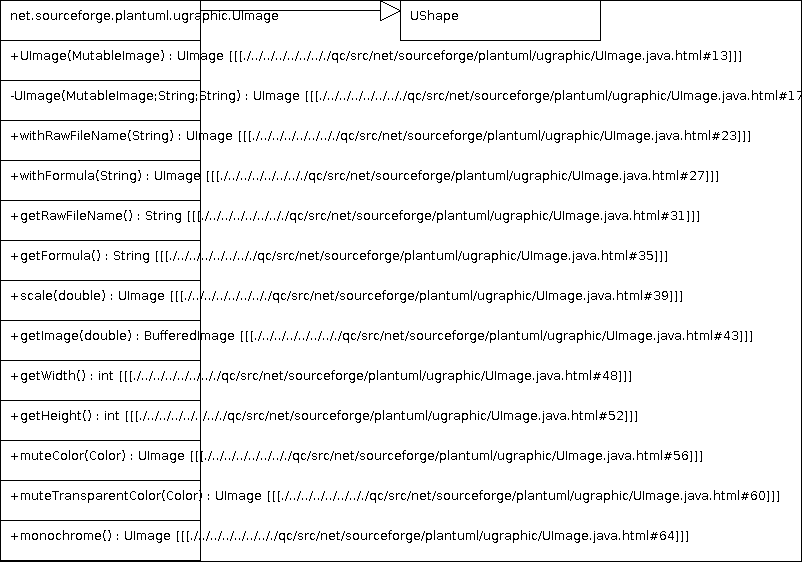 net.sourceforge.plantuml.ugraphic.UImage
UShape
+UImage(MutableImage) : UImage [[[./../../../../../../qc/src/net/sourceforge/plantuml/ugraphic/UImage.java.html#13]]]
-UImage(MutableImage;String;String) : UImage [[[./../../../../../../qc/src/net/sourceforge/plantuml/ugraphic/UImage.java.html#17
+withRawFileName(String) : UImage [[[./../../../../../../qc/src/net/sourceforge/plantuml/ugraphic/UImage.java.html#23]]]
+withFormula(String) : UImage [[[./../../../../../../qc/src/net/sourceforge/plantuml/ugraphic/UImage.java.html#27]]]
+getRawFileName() : String [[[./../../../../../../qc/src/net/sourceforge/plantuml/ugraphic/UImage.java.html#31]]]
+getFormula() : String [[[./../../../../../../qc/src/net/sourceforge/plantuml/ugraphic/UImage.java.html#35]]]
+scale(double) : UImage [[[./../../../../../../qc/src/net/sourceforge/plantuml/ugraphic/UImage.java.html#39]]]
+getImage(double) : BufferedImage [[[./../../../../../../qc/src/net/sourceforge/plantuml/ugraphic/UImage.java.html#43]]]
+getWidth() : int [[[./../../../../../../qc/src/net/sourceforge/plantuml/ugraphic/UImage.java.html#48]]]
+getHeight() : int [[[./../../../../../../qc/src/net/sourceforge/plantuml/ugraphic/UImage.java.html#52]]]
+muteColor(Color) : UImage [[[./../../../../../../qc/src/net/sourceforge/plantuml/ugraphic/UImage.java.html#56]]]
+muteTransparentColor(Color) : UImage [[[./../../../../../../qc/src/net/sourceforge/plantuml/ugraphic/UImage.java.html#60]]]
+monochrome() : UImage [[[./../../../../../../qc/src/net/sourceforge/plantuml/ugraphic/UImage.java.html#64]]]